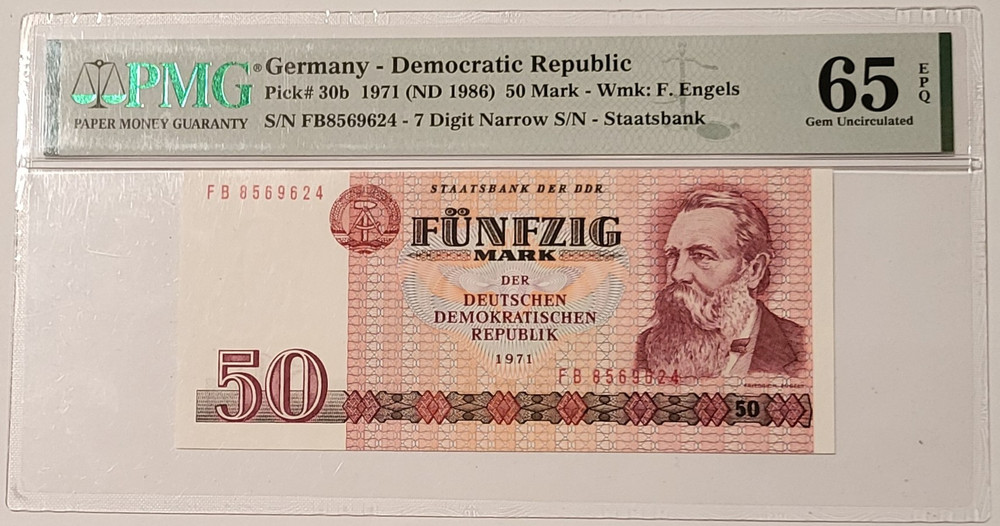 PMG®
PAPER MONEY GUARANTY
Germany - Democratic Republic
Pick# 30b 1971 (ND 1986) 50 Mark - Wmk: F. Engels
S/N FB8569624 - 7 Digit Narrow S/N - Staatsbank
65
EPQ
Gem Uncirculated
FB 8569624
STAATSBANK DER DDR
FÜNFZIG
MARK
DER
DEUTSCHEN
DEMOKRATISCHEN
REPUBLIK
1971
FB 8569624
FRIEDRICH ENGELS
50
50